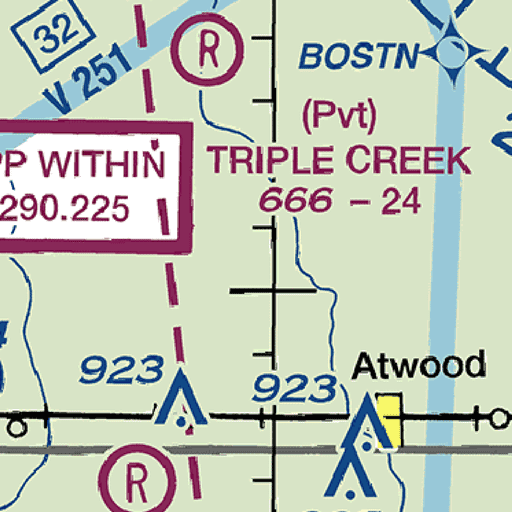 32
V 251
R
BOSTN
(Pvt)
TRIPLE CREEK
666 - 24
PP WITHIN
290.225
923
923
Atwood
R